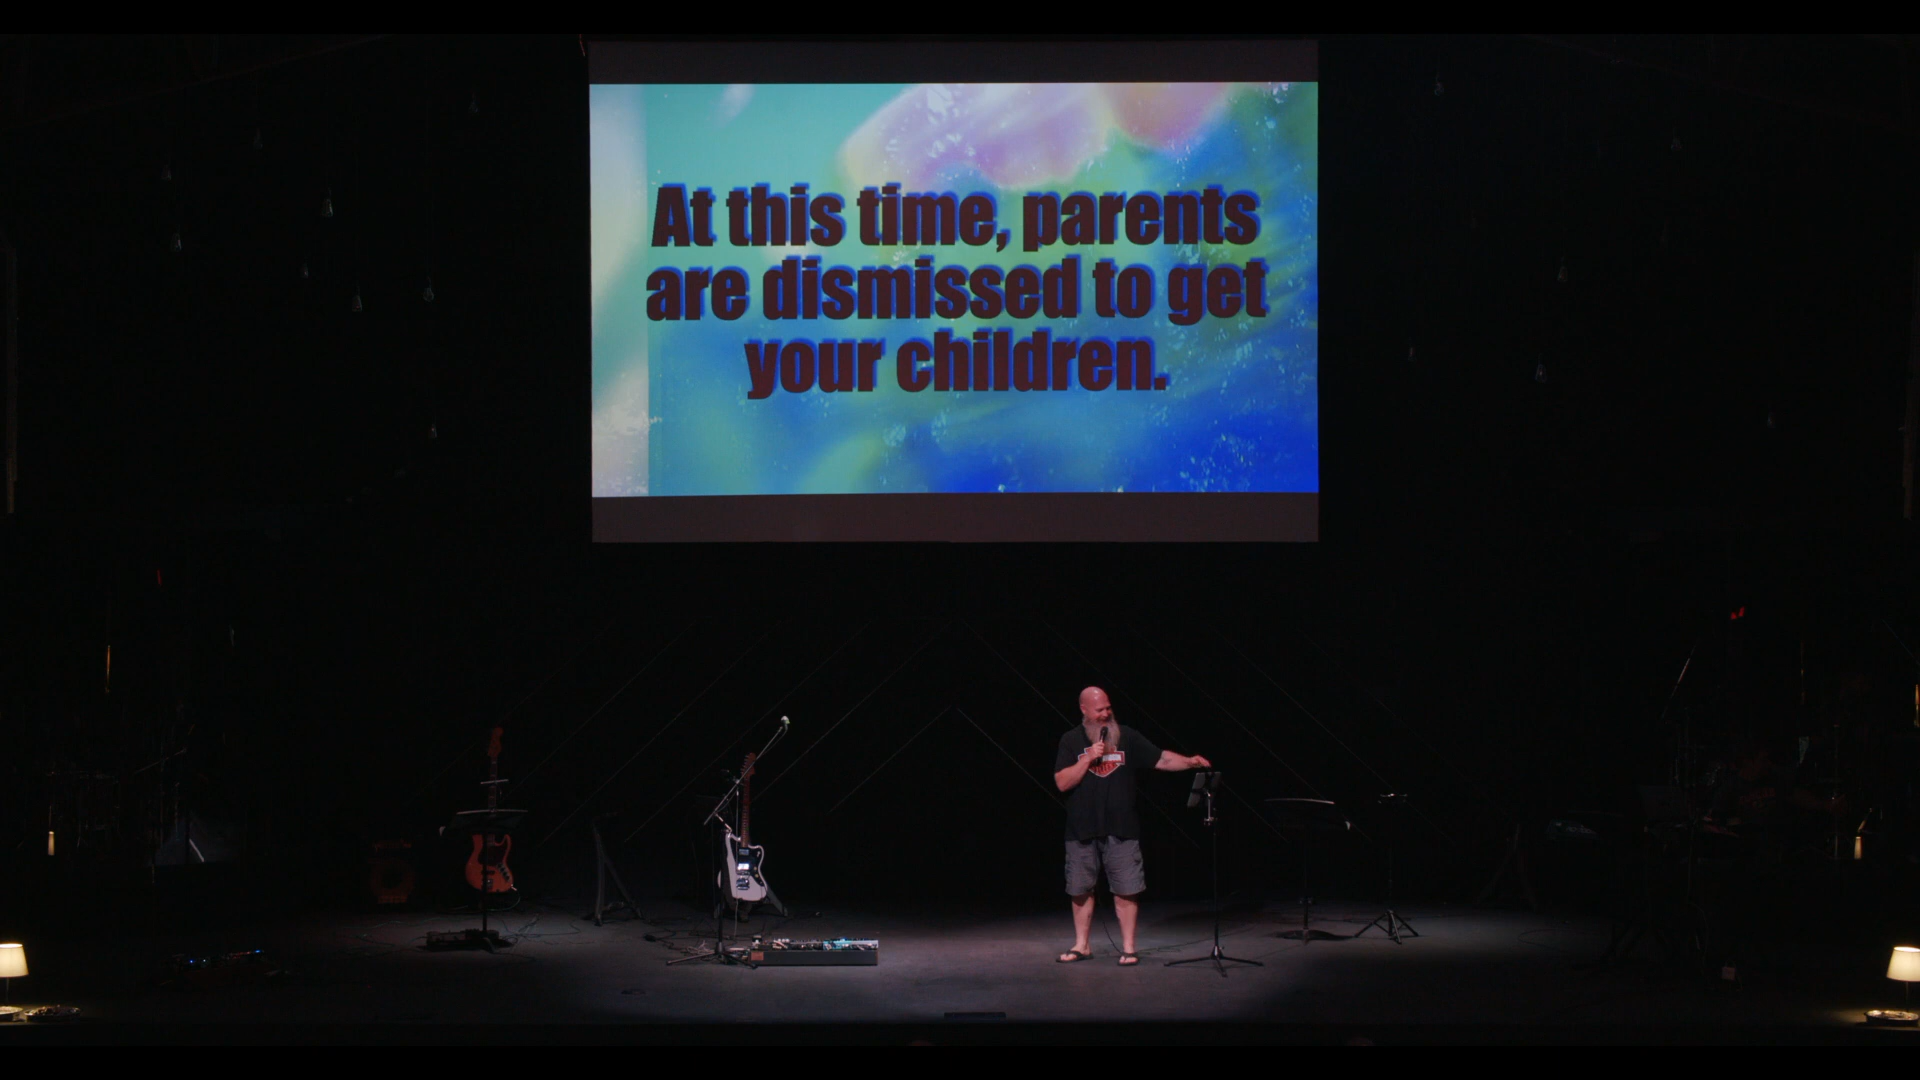 At this time, parents
are dismissed to get
your children.